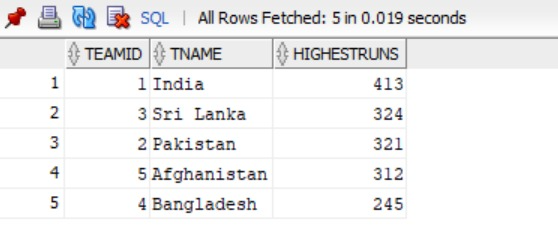 SQL | All Rows Fetched: 5 in 0.019 seconds
TEAMID TNAME HIGHESTRUNS
1 1 India 413
2 3 Sri Lanka 324
3 2 Pakistan 321
4 5 Afghanistan 312
5 4 Bangladesh 245